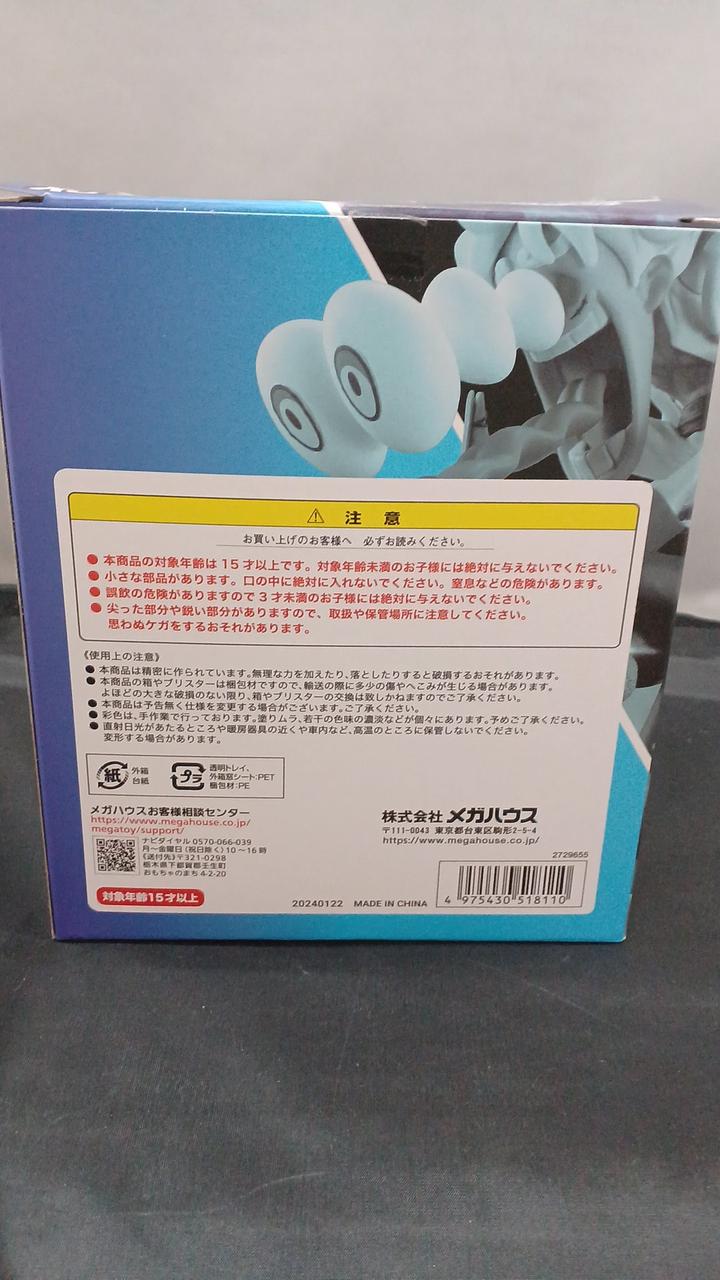 ⚠ 注 意
お買い上げのお客様へ 必ずお読みください。
● 本商品の対象年齢は15才以上です。対象年齢未満のお子様には絶対に与えないでください。
● 小さな部品があります。口の中に絶対に入れないでください。窒息などの危険があります。
● 誤飲の危険がありますので3才未満のお子様には絶対に与えないでください。
● 尖った部分や鋭い部分がありますので、取扱や保管場所に注意してください。
思わぬケガをするおそれがあります。
《使用上の注意》
● 本商品は精密に作られています。無理な力を加えたり、落としたりすると破損するおそれがあります。
● 本商品の箱やブリスターは梱包材ですので、輸送の際に多少の傷やへこみが生じる場合があります。
よほどの大きな破損のない限り、箱やブリスターの交換は致しかねますのでご了承ください。
● 本商品は予告無く仕様を変更する場合がございます。ご了承ください。
● 彩色は、手作業で行っております。塗りムラ、若干の色味の濃淡などが個々にあります。予めご了承ください。
● 直射日光があたるところや暖房器具の近くや車内など、高温のところに保管しないでください。
変形する場合があります。
紙 外箱
台紙
プラ 透明トレイ、
外箱窓シート:PET
梱包材:PE
メガハウスお客様相談センター
https://www.megahouse.co.jp/
megatoy/support/
ナビダイヤル 0570-066-039
月～金曜日（祝日除く）10～16時
《送付先》〒321-0298
栃木県下都賀郡壬生町
おもちゃのまち 4-2-20
対象年齢15才以上
株式会社 メガハウス
〒111-0043 東京都台東区駒形2-5-4
https://www.megahouse.co.jp/
2729655
20240122 MADE IN CHINA
4 975430 518110